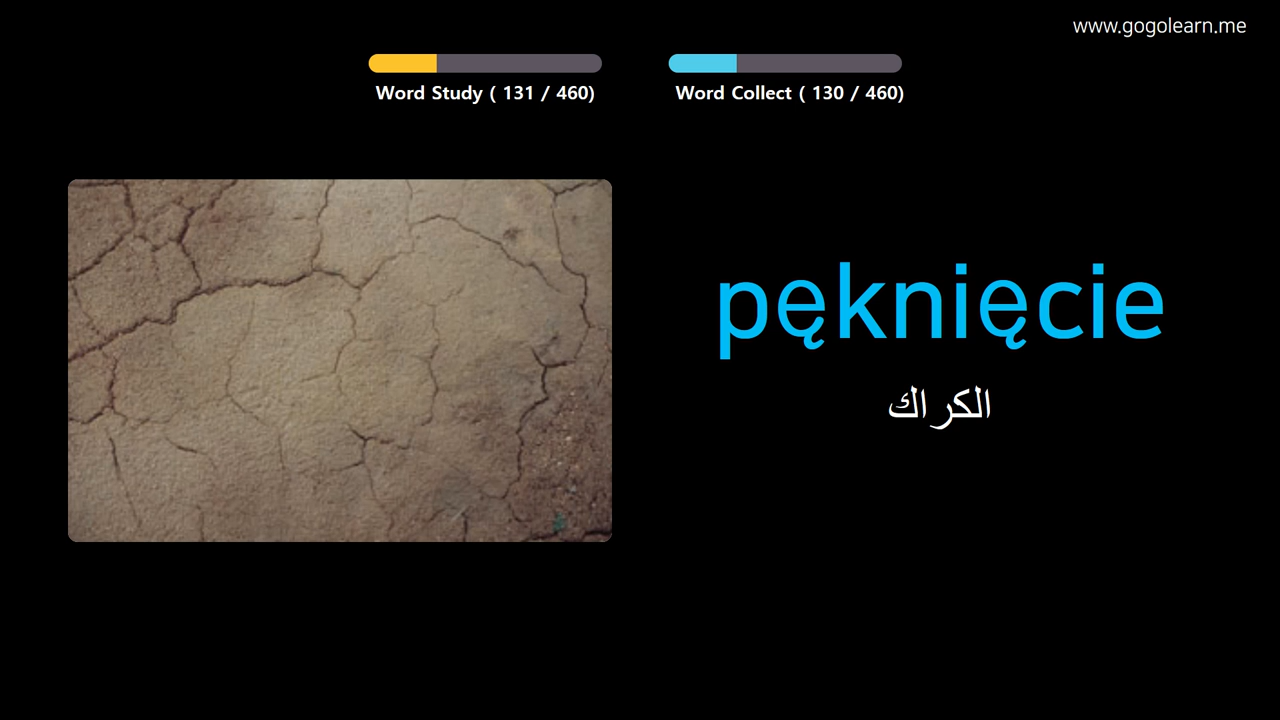 www.gogolearn.me
Word Study ( 131 / 460)
Word Collect ( 130 / 460)
pęknięcie
الكراك